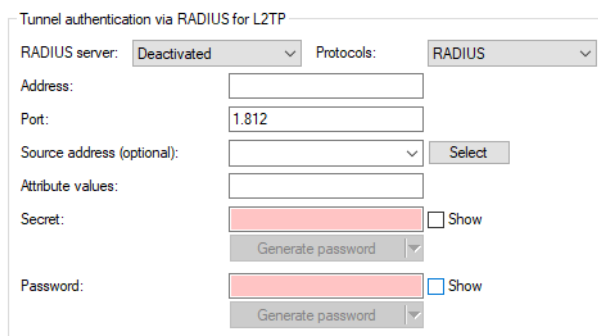 Tunnel authentication via RADIUS for L2TP
RADIUS server: Deactivated Protocols: RADIUS
Address:
Port: 1.812
Source address (optional): Select
Attribute values:
Secret: Show
Generate password
Password: Show
Generate password